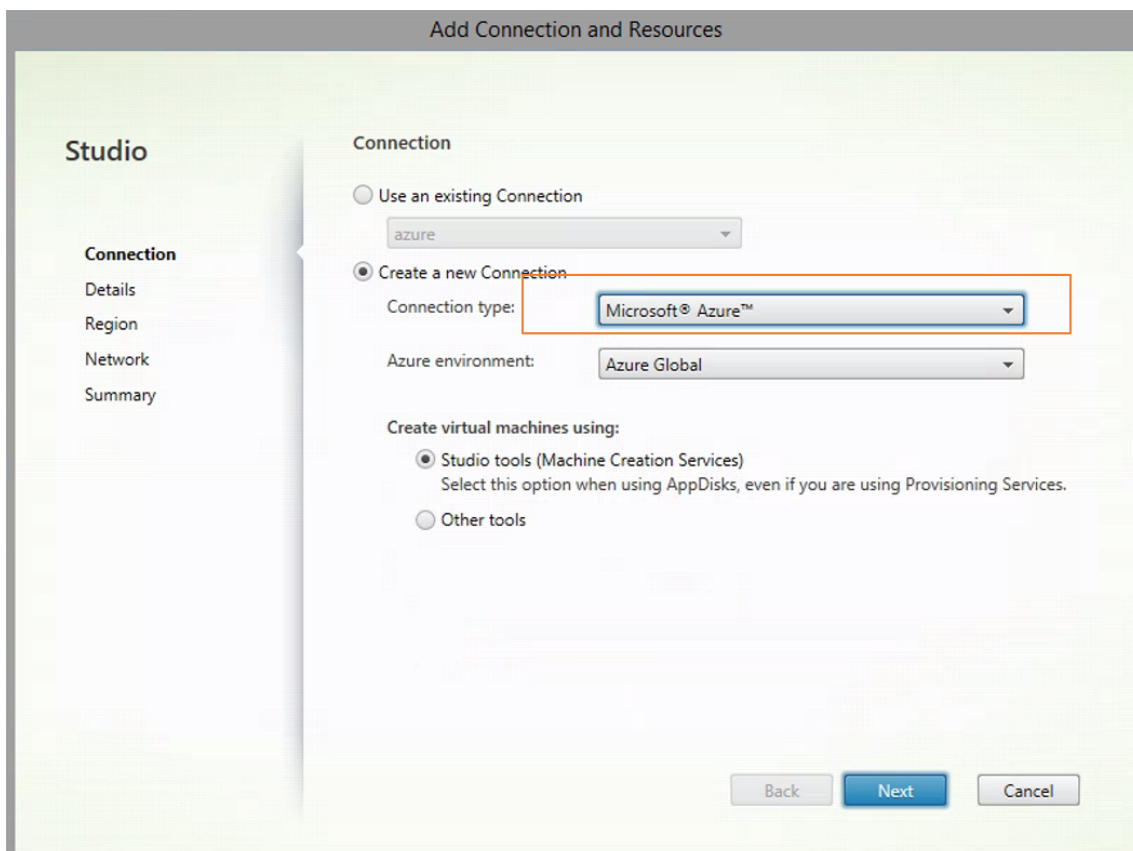 Add Connection and Resources
Studio
Connection
Details
Region
Network
Summary
Connection
Use an existing Connection
azure
Create a new Connection
Connection type: Microsoft® Azure™
Azure environment: Azure Global
Create virtual machines using:
Studio tools (Machine Creation Services)
Select this option when using AppDisks, even if you are using Provisioning Services.
Other tools
Back Next Cancel